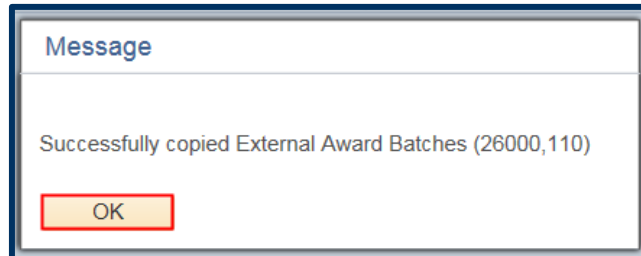 Message
Successfully copied External Award Batches (26000,110)
OK